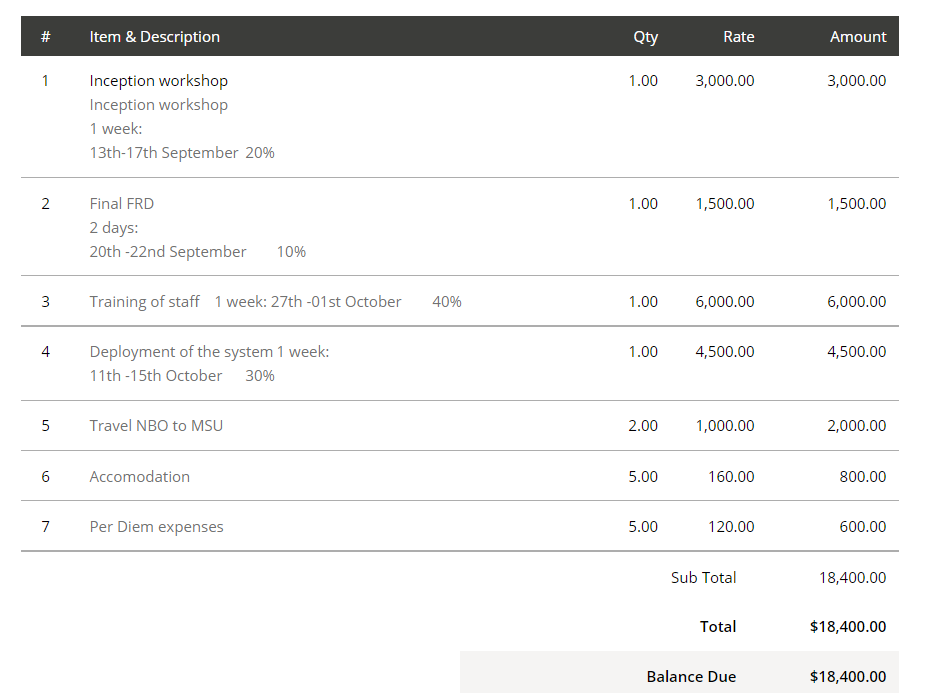 # Item & Description Qty Rate Amount
1 Inception workshop 1.00 3,000.00 3,000.00
Inception workshop
1 week:
13th-17th September 20%
2 Final FRD 1.00 1,500.00 1,500.00
2 days:
20th -22nd September 10%
3 Training of staff 1 week: 27th -01st October 40% 1.00 6,000.00 6,000.00
4 Deployment of the system 1 week: 1.00 4,500.00 4,500.00
11th -15th October 30%
5 Travel NBO to MSU 2.00 1,000.00 2,000.00
6 Accomodation 5.00 160.00 800.00
7 Per Diem expenses 5.00 120.00 600.00
Sub Total 18,400.00
Total $18,400.00
Balance Due $18,400.00